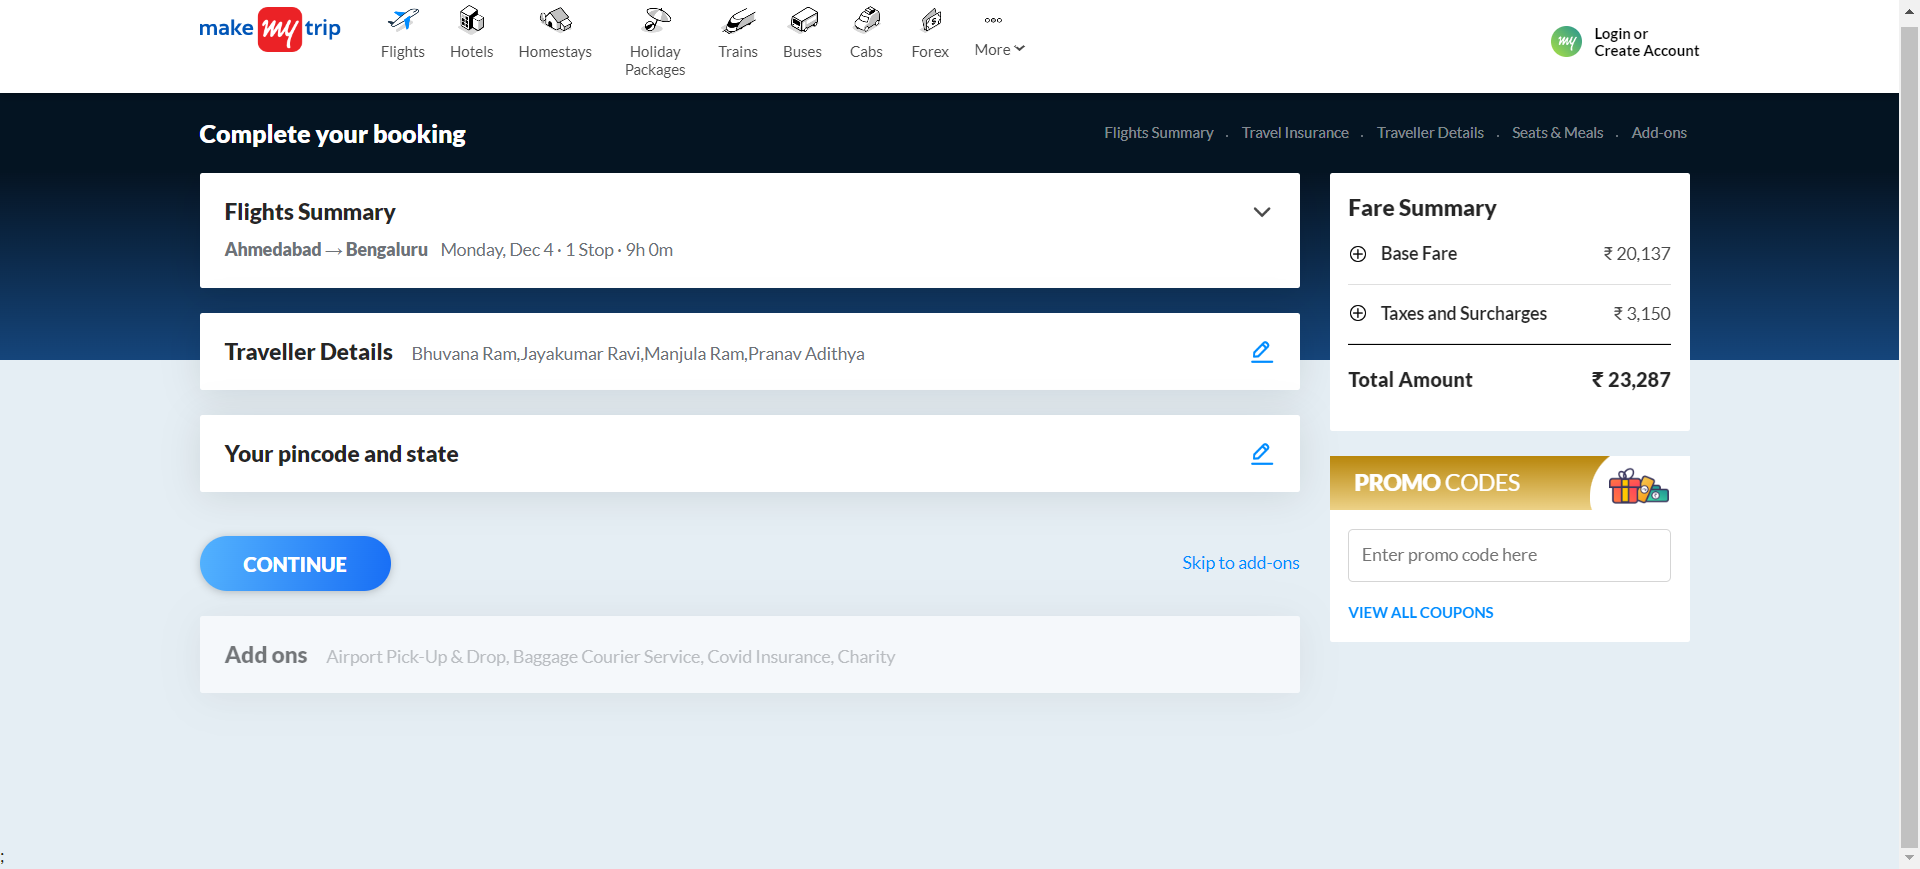 make my trip
Flights
Hotels
Homestays
Holiday
Packages
Trains
Buses
Cabs
Forex
More
my
Login or
Create Account
Complete your booking
Flights Summary . Travel Insurance . Traveller Details . Seats & Meals . Add-ons
Flights Summary
Ahmedabad → Bengaluru Monday, Dec 4 · 1 Stop · 9h 0m
Traveller Details Bhuvana Ram,Jayakumar Ravi,Manjula Ram,Pranav Adithya
Your pincode and state
CONTINUE
Skip to add-ons
Add ons Airport Pick-Up & Drop, Baggage Courier Service, Covid Insurance, Charity
Fare Summary
Base Fare ₹ 20,137
Taxes and Surcharges ₹ 3,150
Total Amount ₹ 23,287
PROMO CODES
Enter promo code here
VIEW ALL COUPONS
;